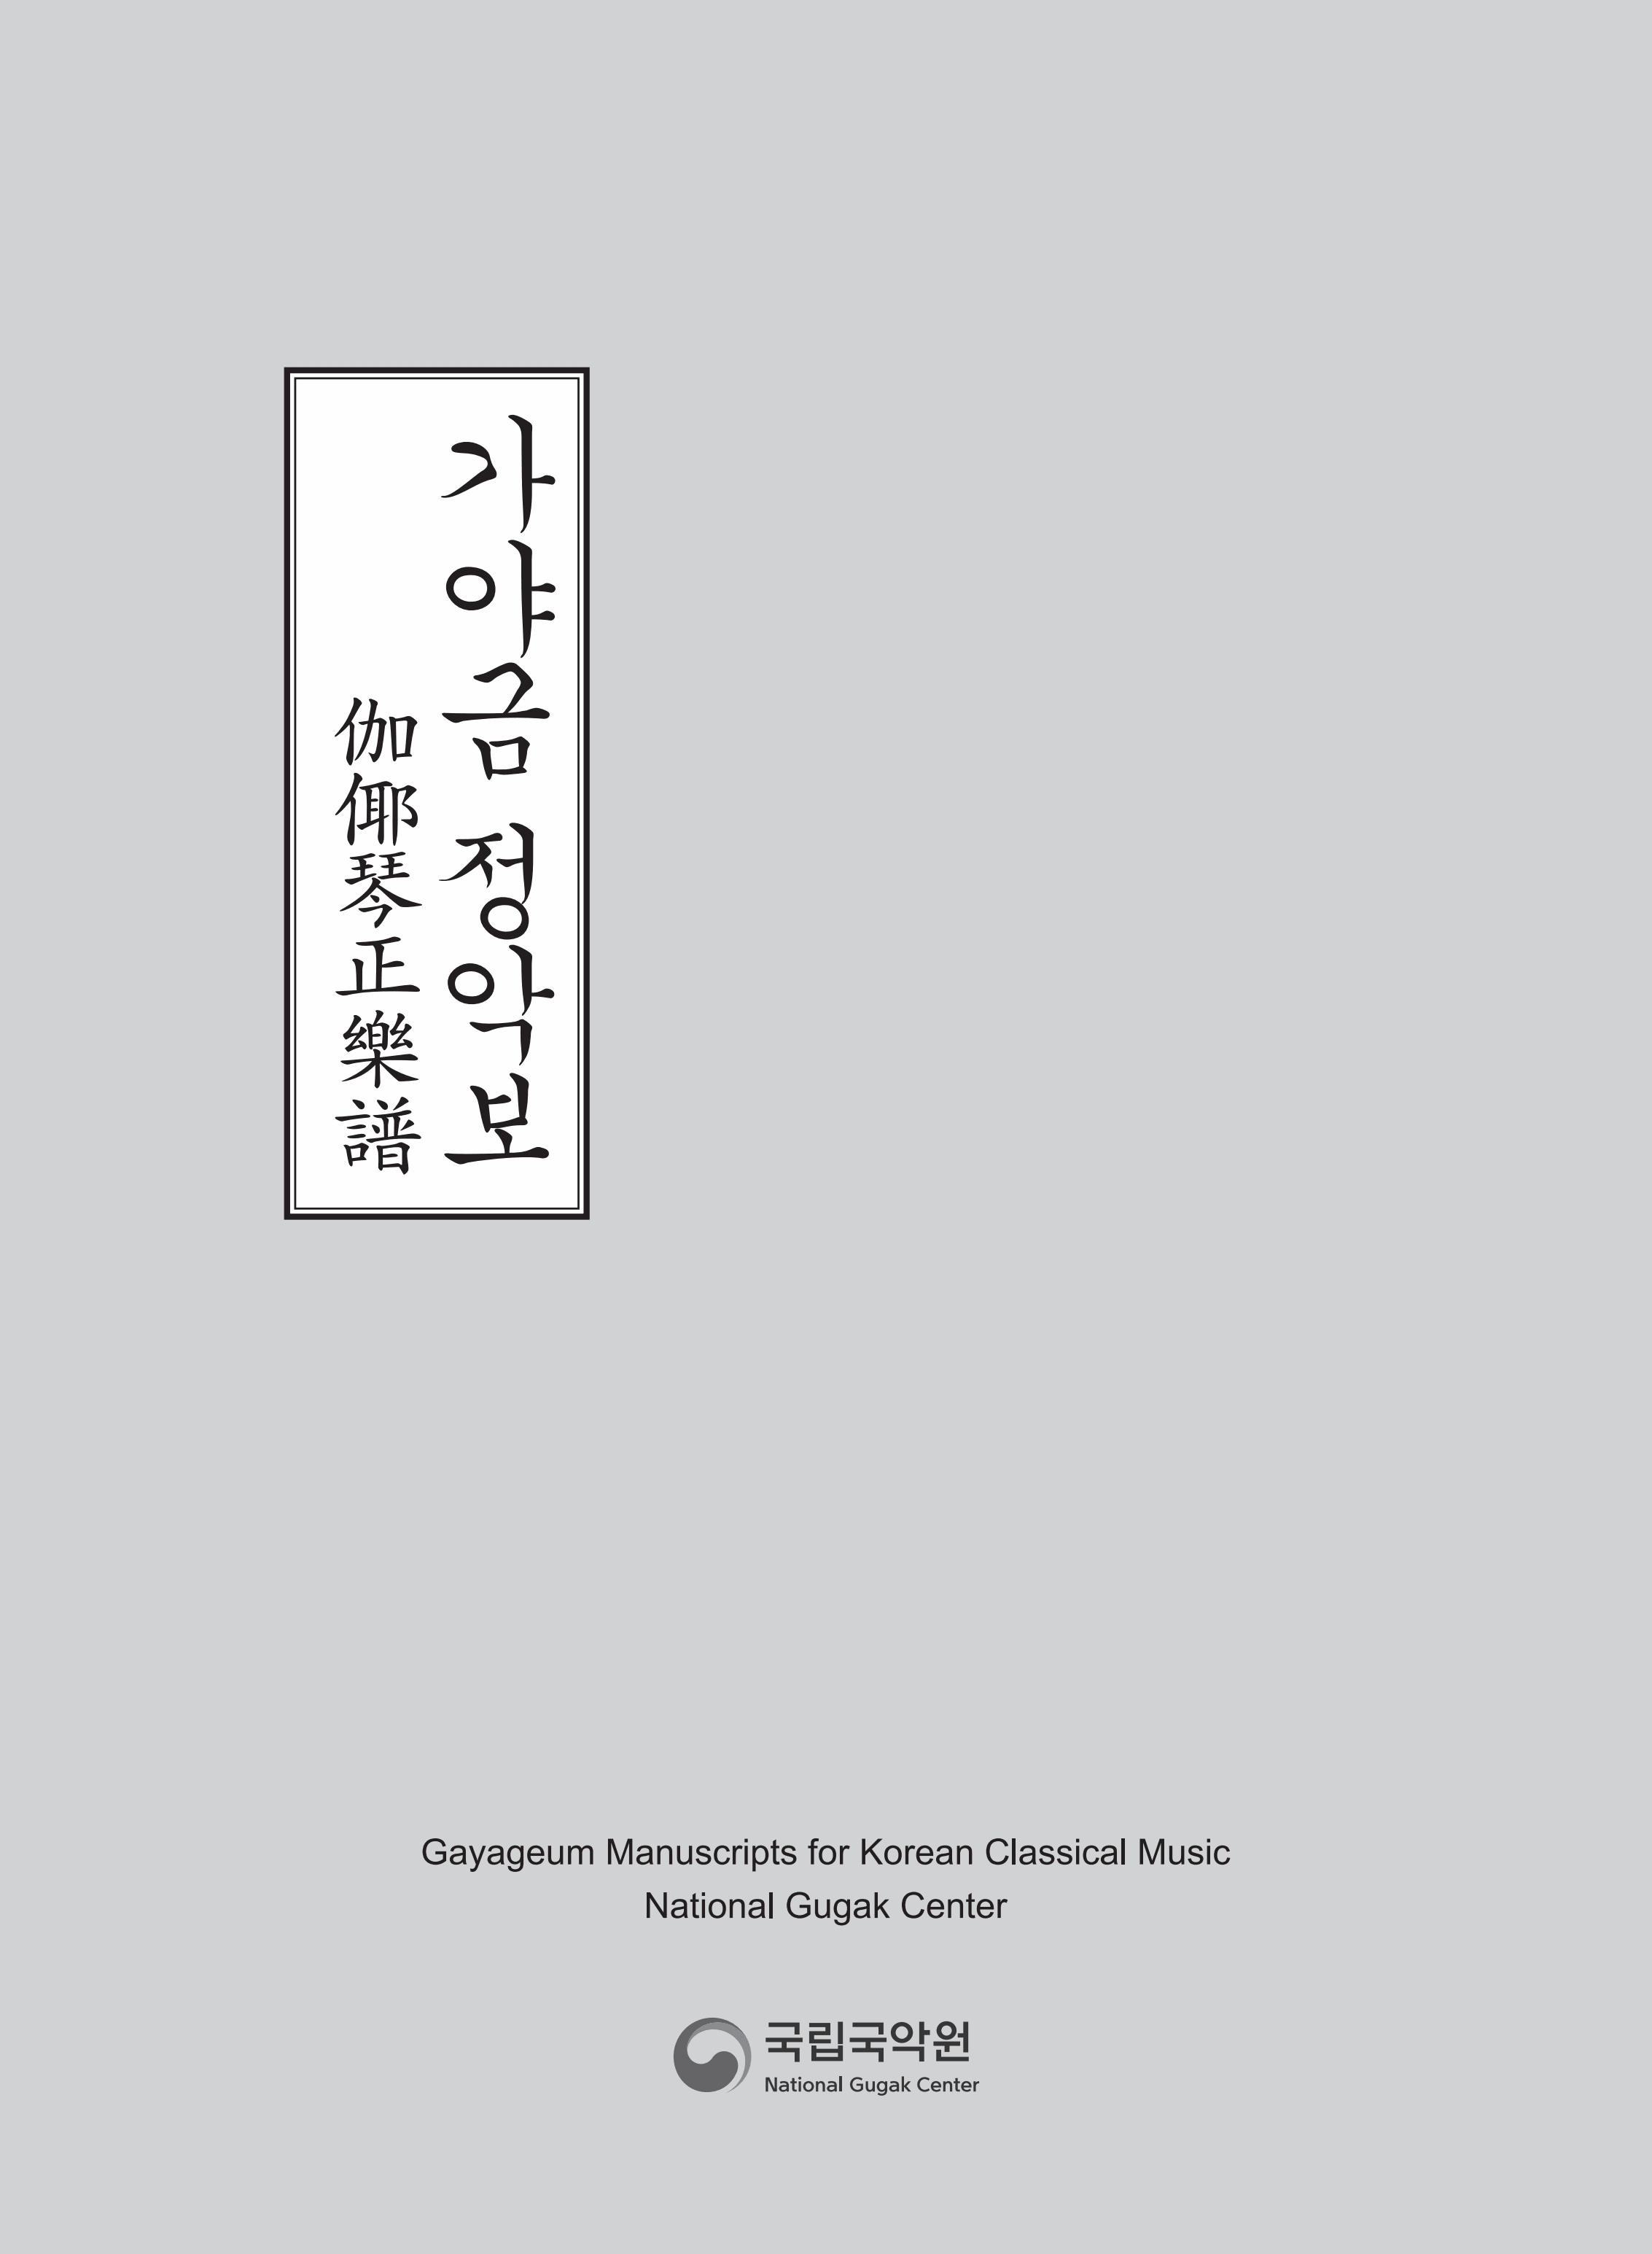 가야금 정악보
伽倻琴正樂譜
Gayageum Manuscripts for Korean Classical Music
National Gugak Center
국립국악원
National Gugak Center